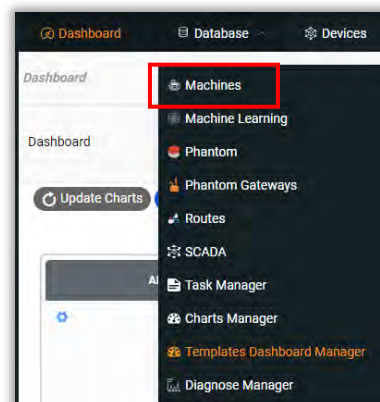 Dashboard Database Devices
Dashboard
Machines
Machine Learning
Dashboard
Phantom
Phantom Gateways
Update Charts
Routes
SCADA
Task Manager
Charts Manager
Templates Dashboard Manager
Diagnose Manager